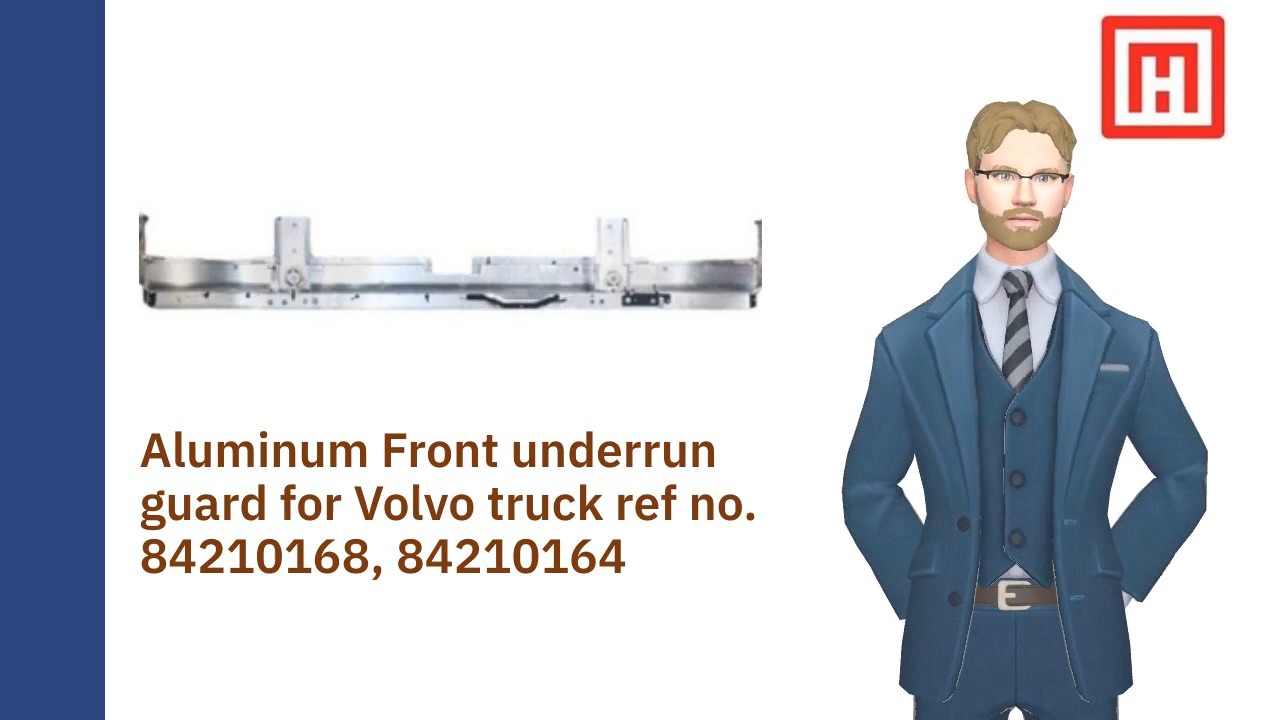 Aluminum Front underrun
guard for Volvo truck ref no.
84210168, 84210164